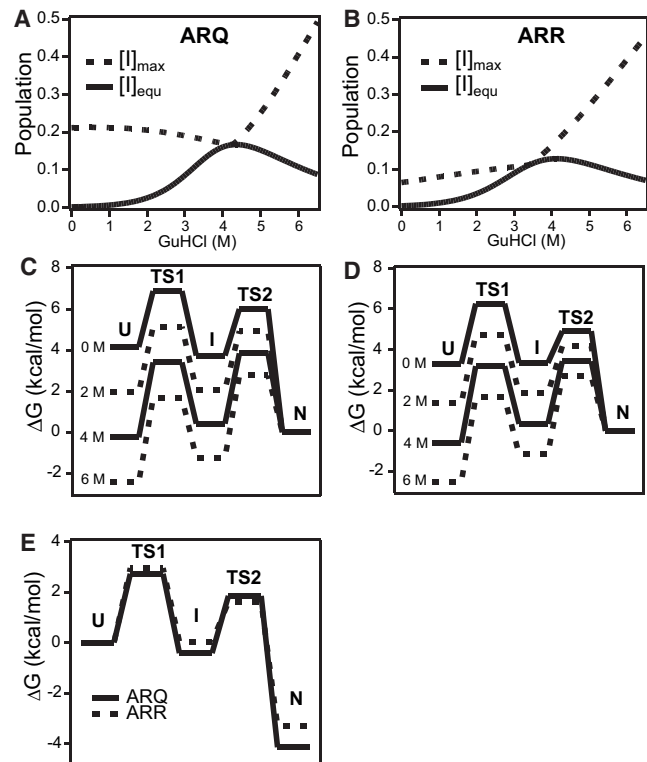 A
ARQ
[I]max
[I]equ
Population
0.5
0.4
0.3
0.2
0.1
0.0
0 1 2 3 4 5 6
GuHCl (M)
B
ARR
[I]max
[I]equ
Population
0.5
0.4
0.3
0.2
0.1
0.0
0 1 2 3 4 5 6
GuHCl (M)
C
ΔG (kcal/mol)
8
6
4
2
0
-2
TS1
TS2
U
I
N
0 M
2 M
4 M
6 M
D
ΔG (kcal/mol)
8
6
4
2
0
-2
TS1
TS2
U
I
N
0 M
2 M
4 M
6 M
E
ΔG (kcal/mol)
4
2
0
-2
-4
TS1
TS2
U
I
N
ARQ
ARR